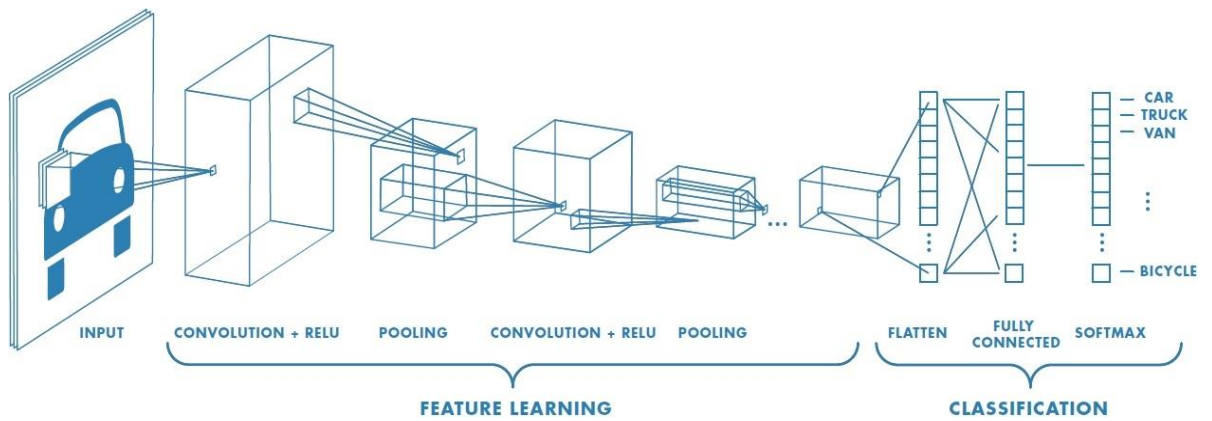 CAR
TRUCK
VAN
BICYCLE
INPUT
CONVOLUTION + RELU
POOLING
CONVOLUTION + RELU
POOLING
FLATTEN
FULLY
CONNECTED
SOFTMAX
FEATURE LEARNING
CLASSIFICATION